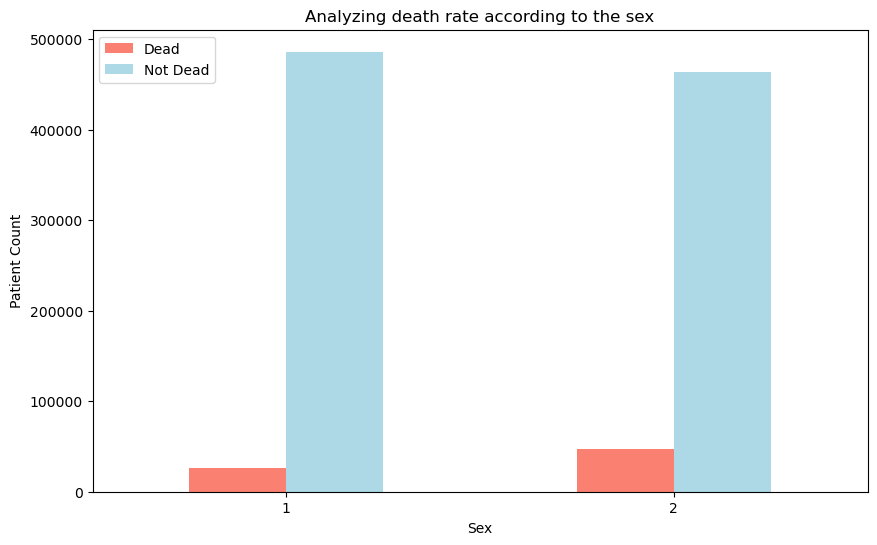 Analyzing death rate according to the sex
Dead
Not Dead
500000
400000
300000
200000
100000
0
Patient Count
1
2
Sex